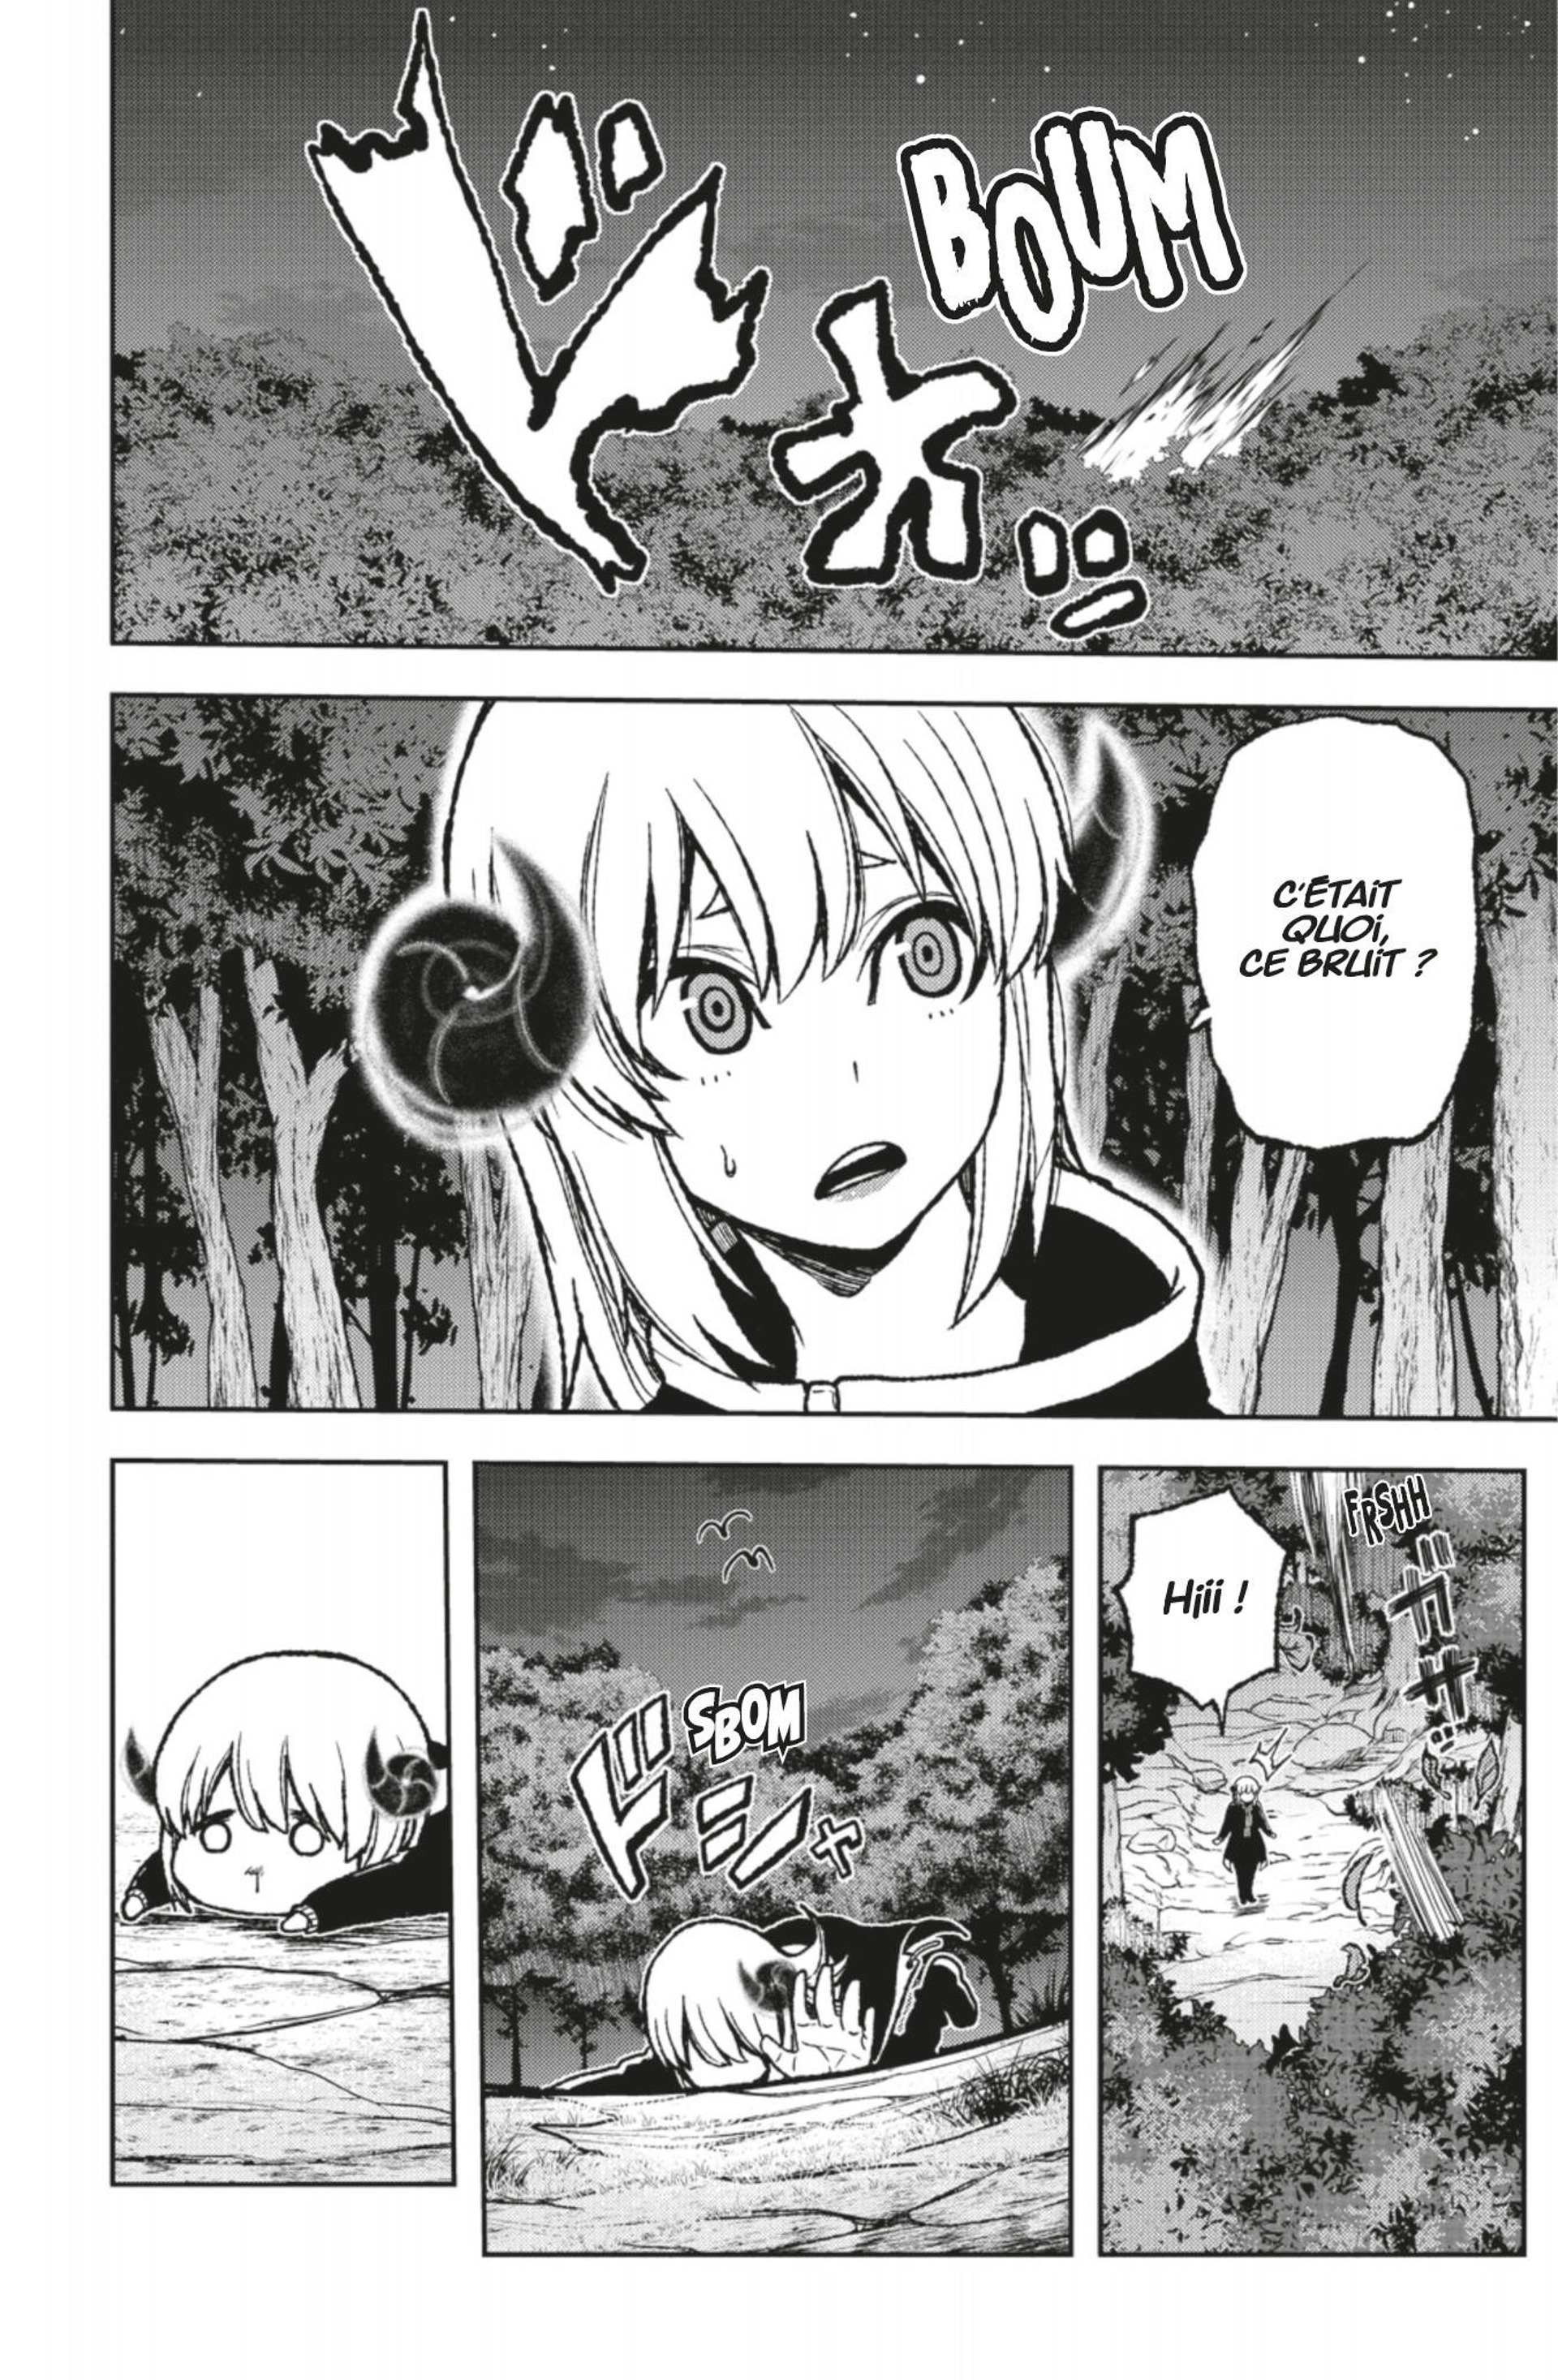 ドォ…
BOUM
C'ÉTAIT
QUOI,
CE BRUIT ?
FRSHH
ガサ…
Hiii !
SBOM
ドシャ